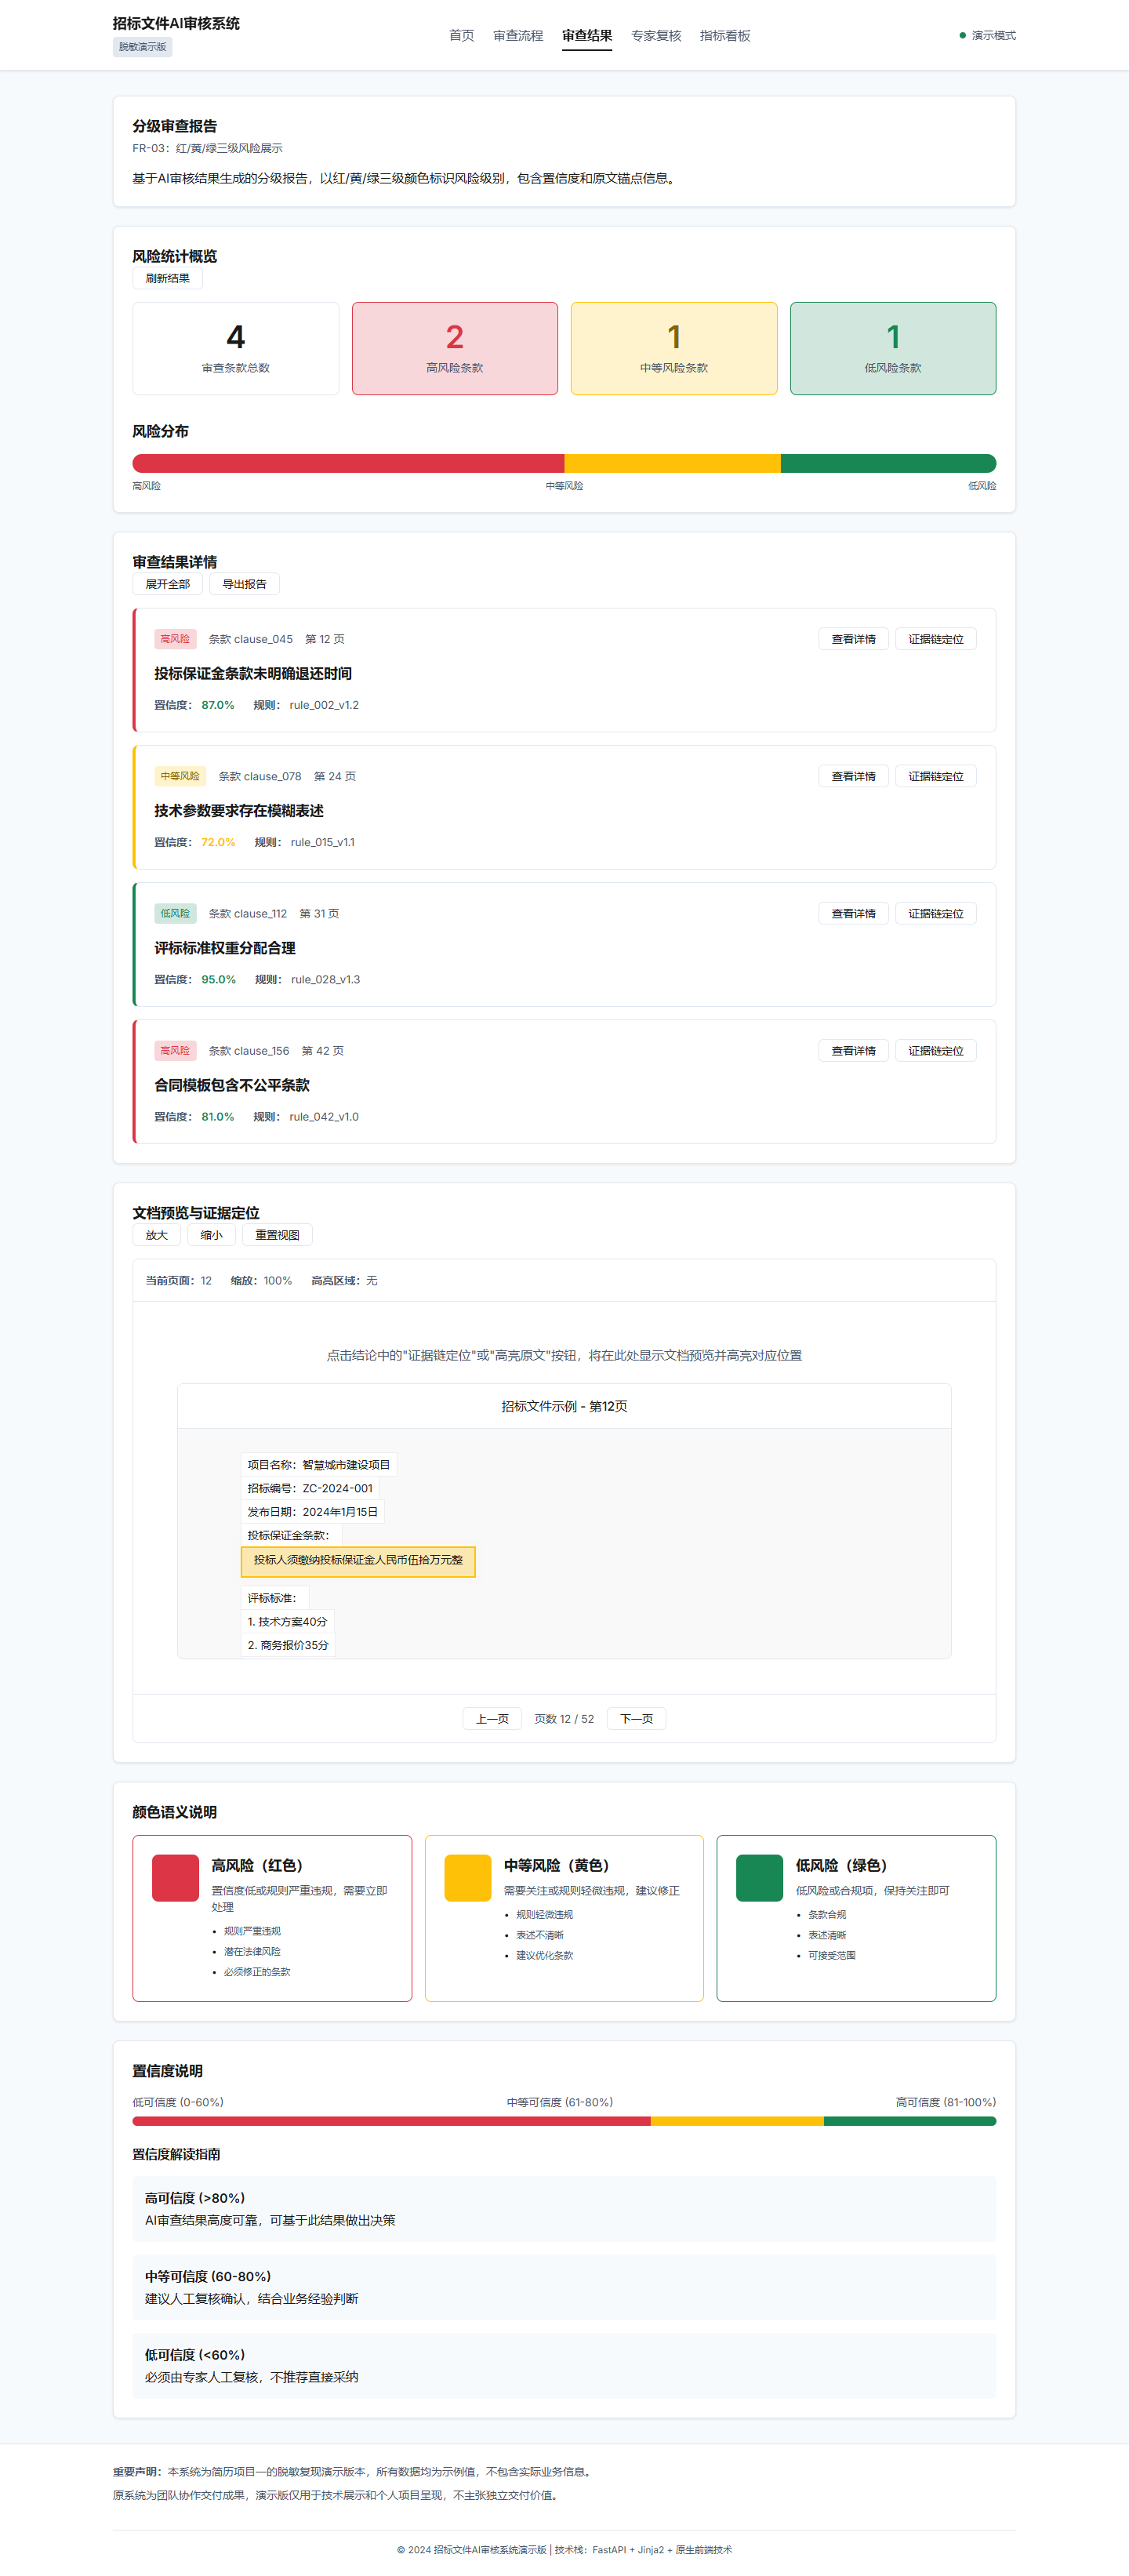 招标文件AI审核系统
脱敏演示版
首页 审查流程 审查结果 专家复核 指标看板
演示模式
分级审查报告
FR-03：红/黄/绿三级风险展示
基于AI审核结果生成的分级报告，以红/黄/绿三级颜色标识风险级别，包含置信度和原文锚点信息。
风险统计概览
刷新结果
4
审查条款总数
2
高风险条款
1
中等风险条款
1
低风险条款
风险分布
高风险 中等风险 低风险
审查结果详情
展开全部 导出报告
高风险 条款 clause_045 第 12 页 查看详情 证据链定位
投标保证金条款未明确退还时间
置信度： 87.0% 规则： rule_002_v1.2
中等风险 条款 clause_078 第 24 页 查看详情 证据链定位
技术参数要求存在模糊表述
置信度： 72.0% 规则： rule_015_v1.1
低风险 条款 clause_112 第 31 页 查看详情 证据链定位
评标标准权重分配合理
置信度： 95.0% 规则： rule_028_v1.3
高风险 条款 clause_156 第 42 页 查看详情 证据链定位
合同模板包含不公平条款
置信度： 81.0% 规则： rule_042_v1.0
文档预览与证据定位
放大 缩小 重置视图
当前页面：12 缩放：100% 高亮区域：无
点击结论中的"证据链定位"或"高亮原文"按钮，将在此处显示文档预览并高亮对应位置
招标文件示例 - 第12页
项目名称：智慧城市建设项目
招标编号：ZC-2024-001
发布日期：2024年1月15日
投标保证金条款：
投标人须缴纳投标保证金人民币伍拾万元整
评标标准：
1. 技术方案40分
2. 商务报价35分
上一页 页数 12 / 52 下一页
颜色语义说明
高风险（红色）
置信度低或规则严重违规，需要立即
处理
• 规则严重违规
• 潜在法律风险
• 必须修正的条款
中等风险（黄色）
需要关注或规则轻微违规，建议修正
• 规则轻微违规
• 表述不清晰
• 建议优化条款
低风险（绿色）
低风险或合规项，保持关注即可
• 条款合规
• 表述清晰
• 可接受范围
置信度说明
低可信度 (0-60%) 中等可信度 (61-80%) 高可信度 (81-100%)
置信度解读指南
高可信度 (>80%)
AI审查结果高度可靠，可基于此结果做出决策
中等可信度 (60-80%)
建议人工复核确认，结合业务经验判断
低可信度 (<60%)
必须由专家人工复核，不推荐直接采纳
重要声明：本系统为简历项目一的脱敏复现演示版本，所有数据均为示例值，不包含实际业务信息。
原系统为团队协作交付成果，演示版仅用于技术展示和个人项目呈现，不主张独立交付价值。
© 2024 招标文件AI审核系统演示版 | 技术栈：FastAPI + Jinja2 + 原生前端技术